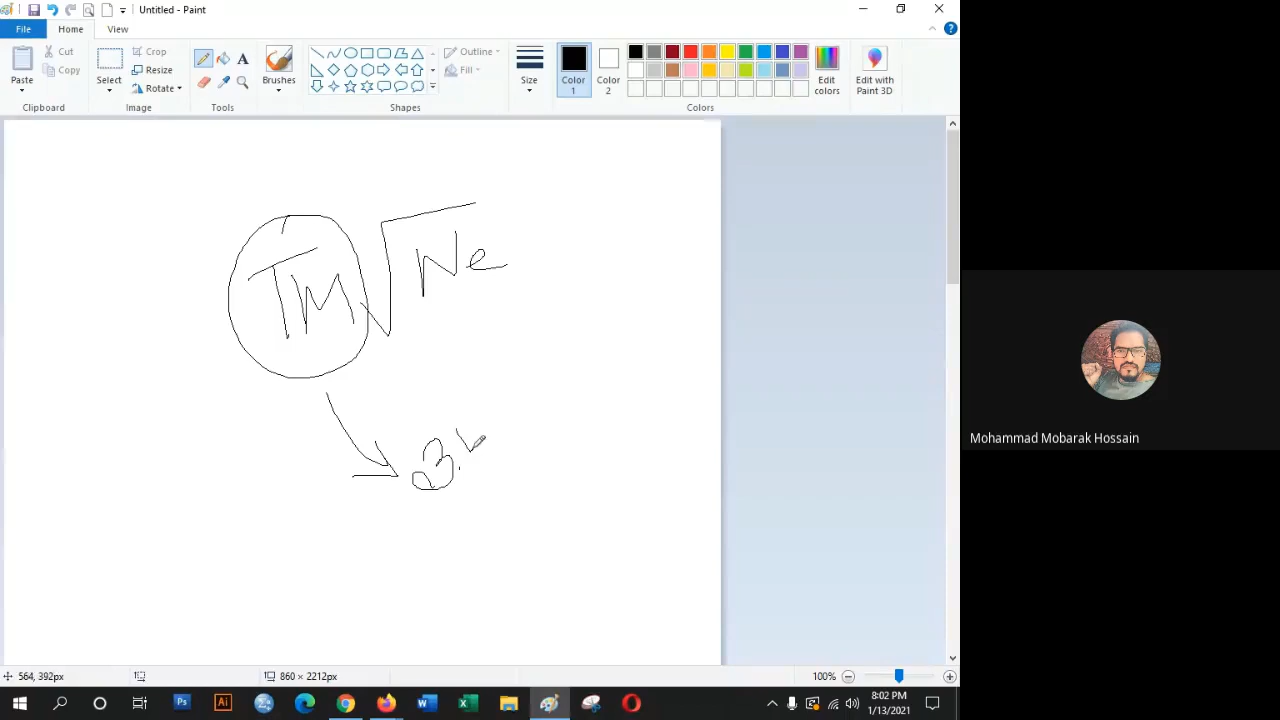 Untitled - Paint
File
Home
View
Paste
Cut
Copy
Clipboard
Select
Crop
Resize
Rotate
Image
Tools
Brushes
Shapes
Outline
Fill
Size
Color 1
Color 2
Edit colors
Edit with Paint 3D
Colors
TM
Ne
Mohammad Mobarak Hossain
564, 392px
860 × 2212px
100%
8:02 PM
1/13/2021